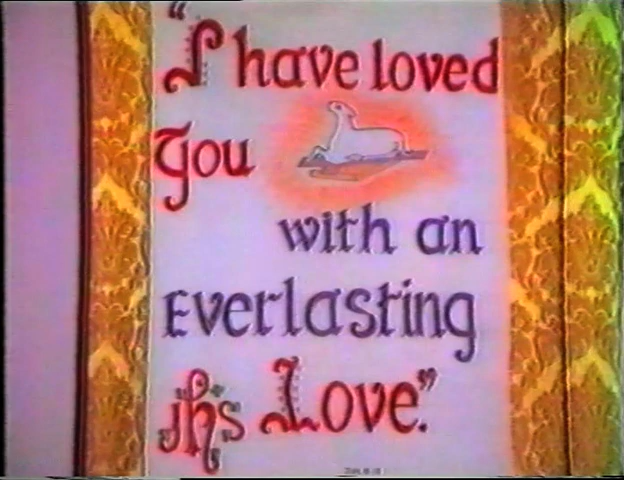 "I have loved
you
with an
Everlasting
jhs Love."